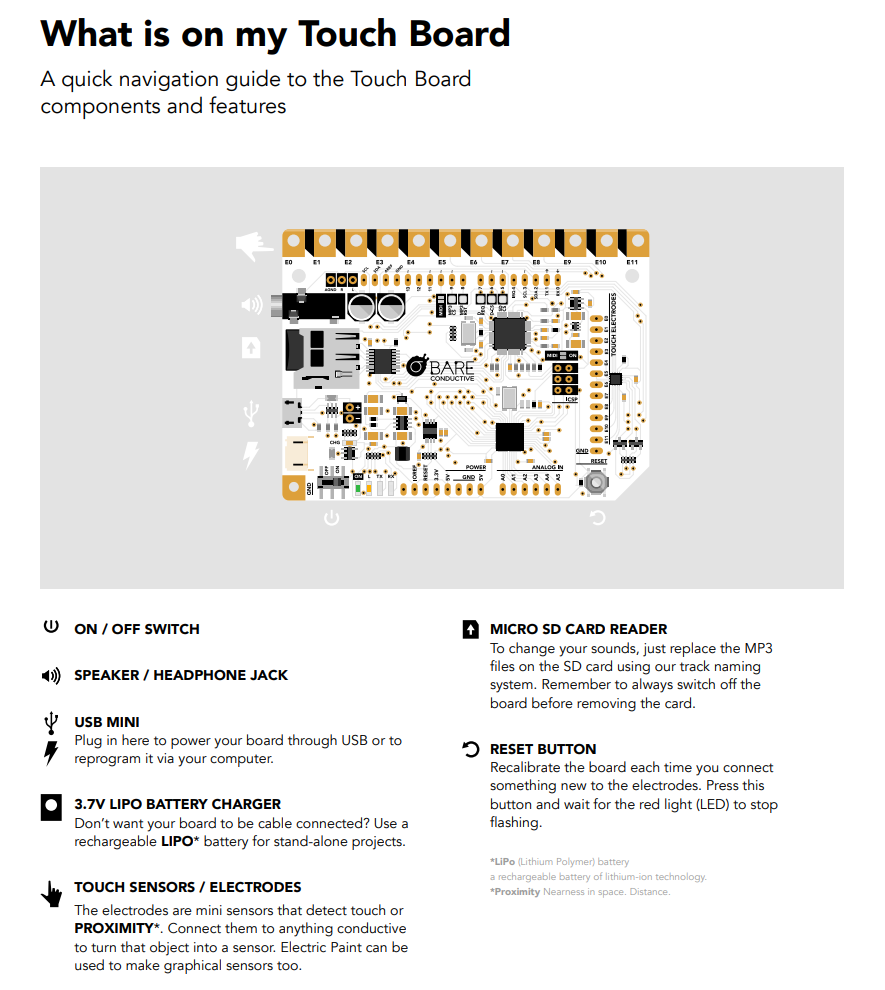 What is on my Touch Board
A quick navigation guide to the Touch Board
components and features
E0 E1 E2 E3 E4 E5 E6 E7 E8 E9 E10 E11
SCL SDA AREF GND
AGND R L
TOUCH ELECTRODES
MIDI ON
BARE
CONDUCTIVE
ICSP
CHG
OFF ON
GND
ON L TX RX
IOREF RESET 3.3V 5V GND 5V
POWER
ANALOG IN
A0 A1 A2 A3 A4 A5
GND
RESET
ON / OFF SWITCH
SPEAKER / HEADPHONE JACK
USB MINI
Plug in here to power your board through USB or to
reprogram it via your computer.
3.7V LIPO BATTERY CHARGER
Don’t want your board to be cable connected? Use a
rechargeable LIPO* battery for stand-alone projects.
TOUCH SENSORS / ELECTRODES
The electrodes are mini sensors that detect touch or
PROXIMITY*. Connect them to anything conductive
to turn that object into a sensor. Electric Paint can be
used to make graphical sensors too.
MICRO SD CARD READER
To change your sounds, just replace the MP3
files on the SD card using our track naming
system. Remember to always switch off the
board before removing the card.
RESET BUTTON
Recalibrate the board each time you connect
something new to the electrodes. Press this
button and wait for the red light (LED) to stop
flashing.
*LiPo (Lithium Polymer) battery
a rechargeable battery of lithium-ion technology.
*Proximity Nearness in space. Distance.